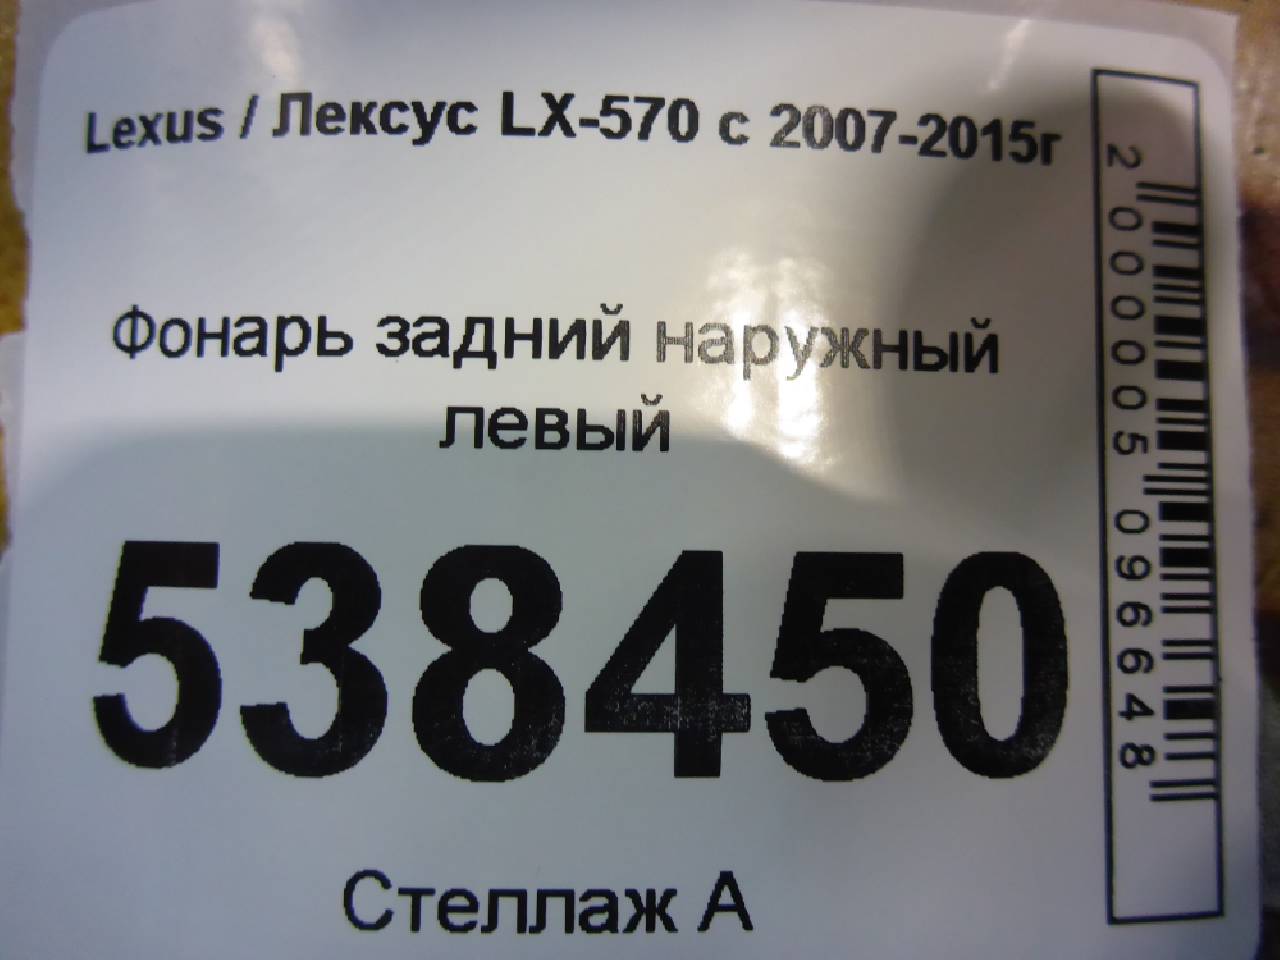 Lexus / Лексус LX-570 с 2007-2015г
Фонарь задний наружный
левый
538450
Стеллаж А
2000005096648